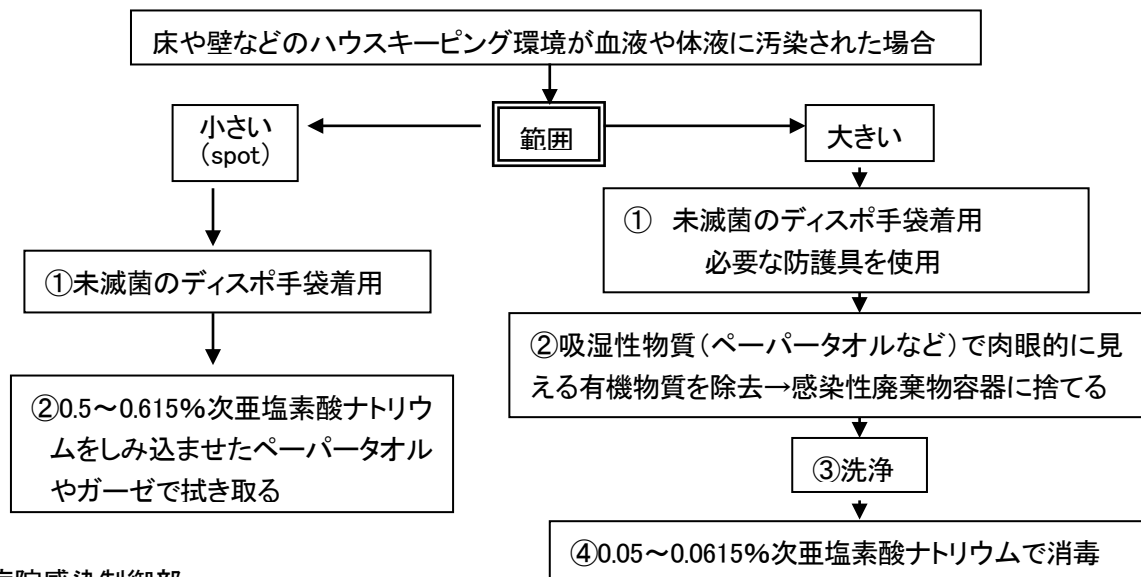 床や壁などのハウスキーピング環境が血液や体液に汚染された場合
範囲
小さい
(spot)
大きい
①未滅菌のディスポ手袋着用
②0.5～0.615%次亜塩素酸ナトリウ
ムをしみ込ませたペーパータオル
やガーゼで拭き取る
① 未滅菌のディスポ手袋着用
必要な防護具を使用
②吸湿性物質(ペーパータオルなど)で肉眼的に見
える有機物質を除去→感染性廃棄物容器に捨てる
③洗浄
④0.05～0.0615%次亜塩素酸ナトリウムで消毒
院感染制御部